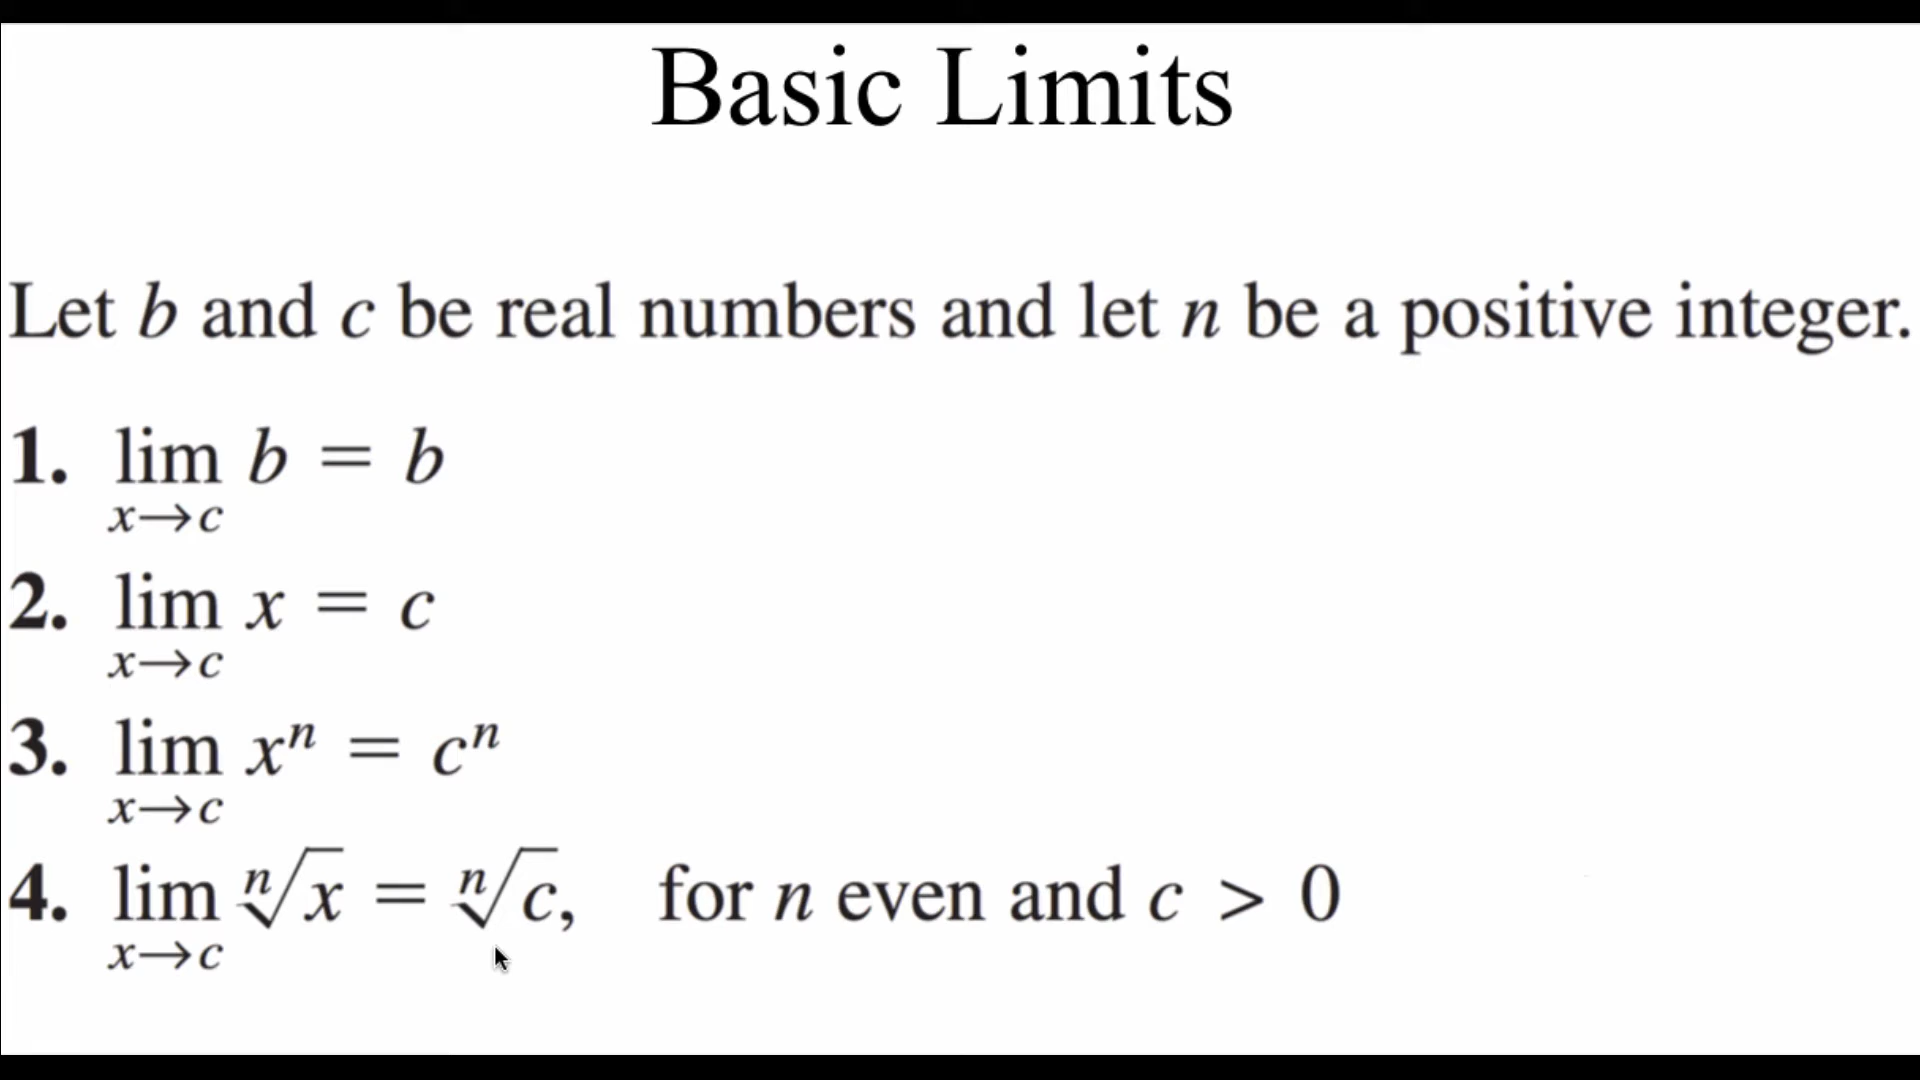 Basic Limits
Let b and c be real numbers and let n be a positive integer.
1. lim b = b
x→c
2. lim x = c
x→c
3. lim xⁿ = cⁿ
x→c
4. lim ⁿ√x = ⁿ√c, for n even and c > 0
x→c